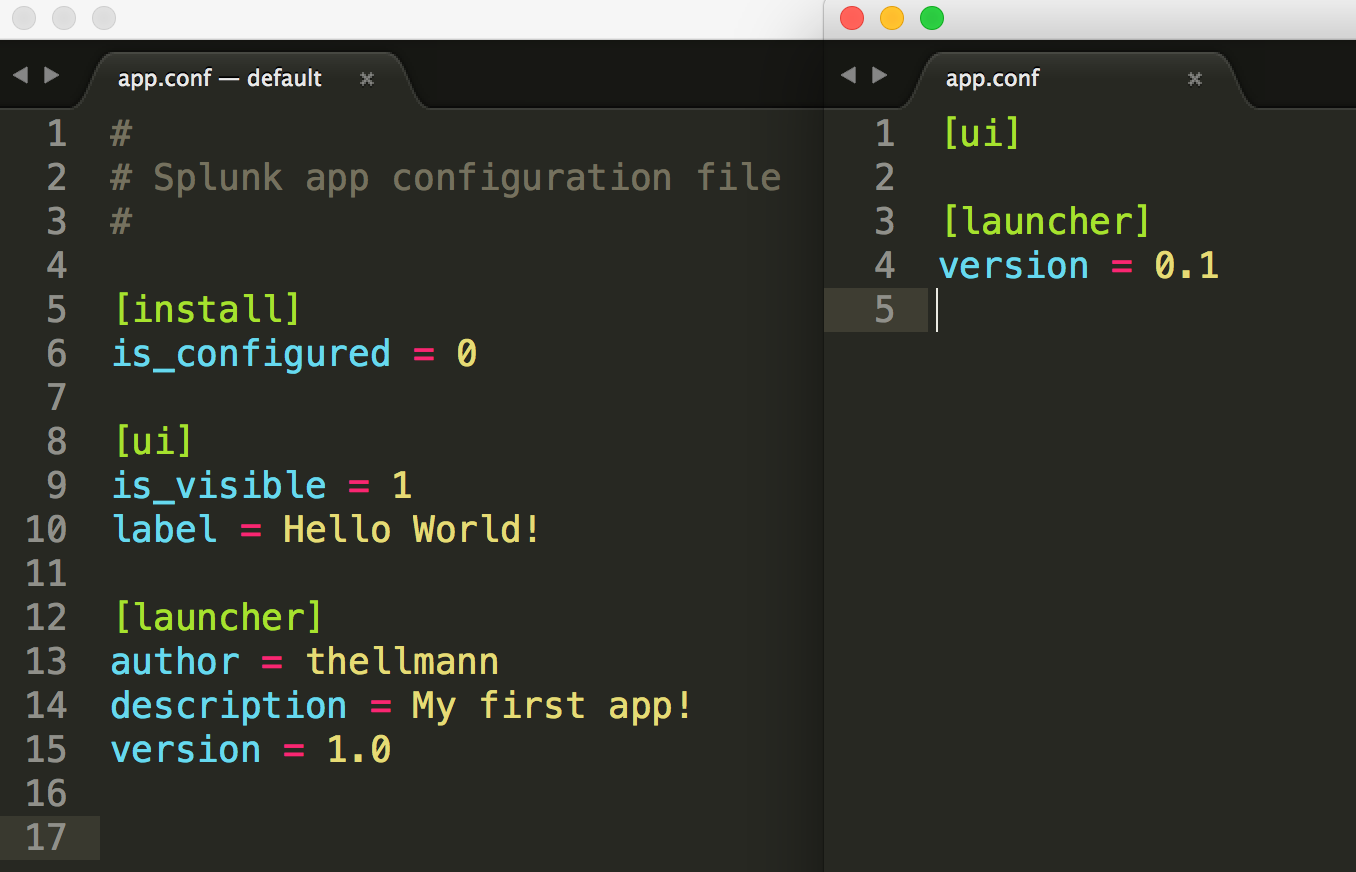 app.conf — default
1 #
2 # Splunk app configuration file
3 #
4
5 [install]
6 is_configured = 0
7
8 [ui]
9 is_visible = 1
10 label = Hello World!
11
12 [launcher]
13 author = thellmann
14 description = My first app!
15 version = 1.0
16
17
app.conf
1 [ui]
2
3 [launcher]
4 version = 0.1
5